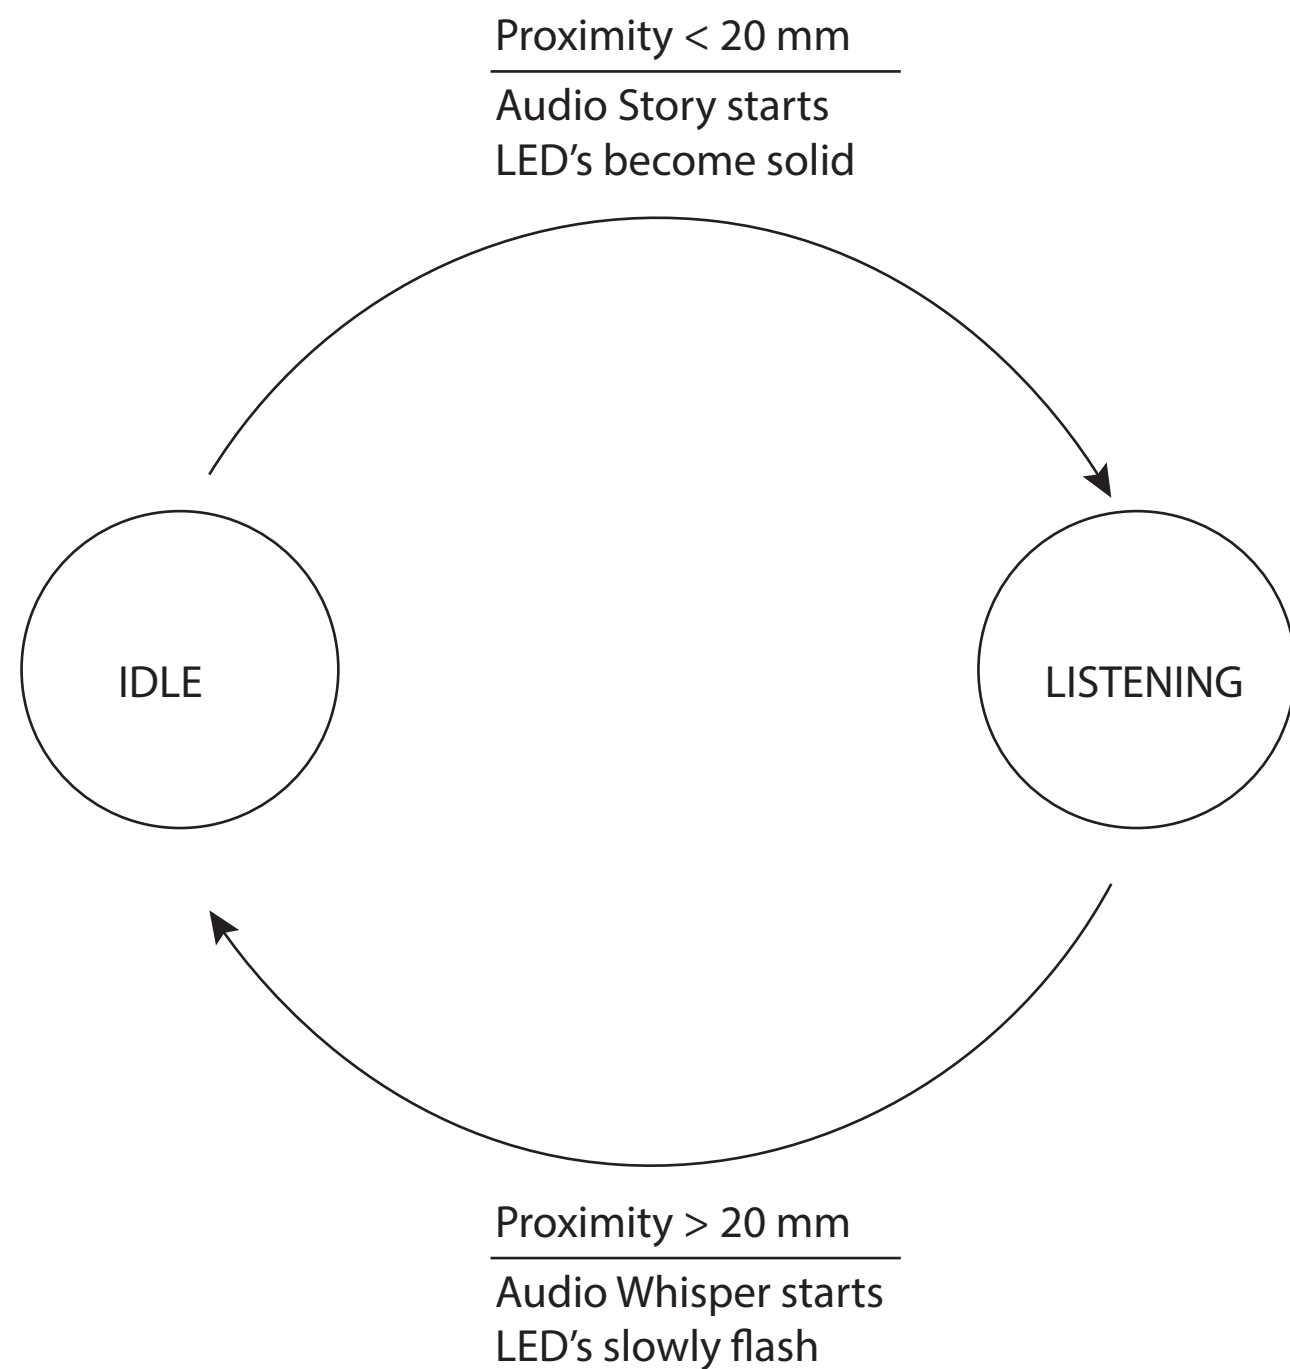 Proximity < 20 mm
Audio Story starts
LED’s become solid
IDLE
LISTENING
Proximity > 20 mm
Audio Whisper starts
LED’s slowly flash